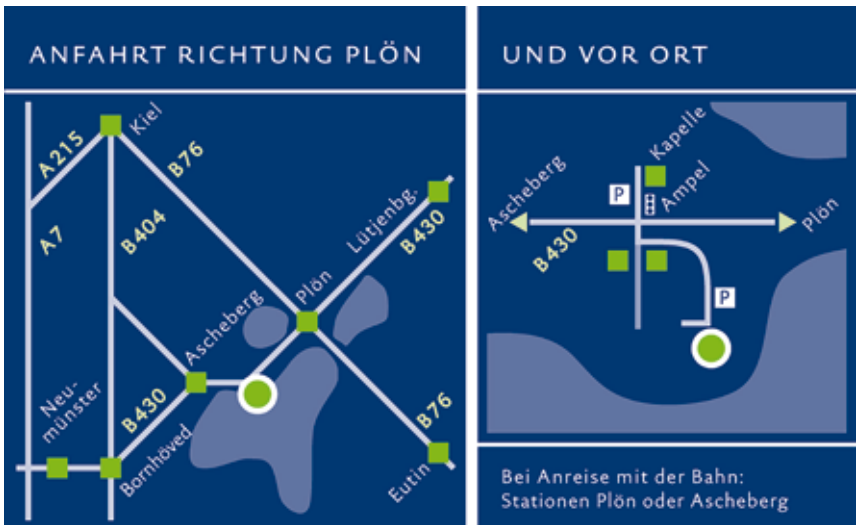 ANFAHRT RICHTUNG PLÖN
Kiel
A 215
B76
A7
B404
Lütjenbg.
B430
Plön
Ascheberg
Neu-
münster
B430
Bornhöved
B76
Eutin
UND VOR ORT
Kapelle
P
Ampel
Ascheberg
B430
Plön
P
Bei Anreise mit der Bahn:
Stationen Plön oder Ascheberg